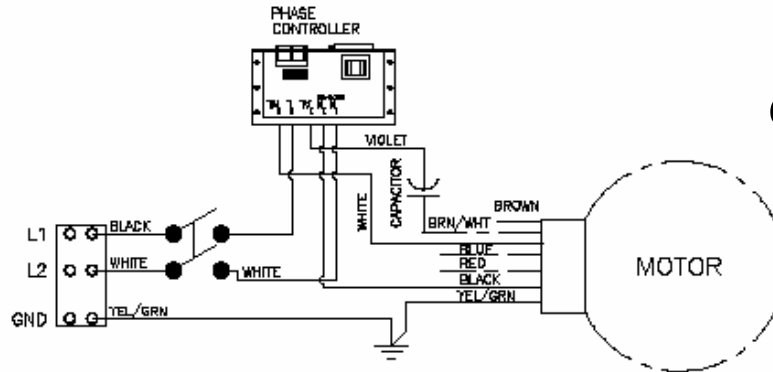 PHASE
CONTROLLER
VIOLET
CAPACITOR
WHITE
BROWN
BRN/WHT
L1
BLACK
L2
WHITE
WHITE
BLUE
RED
BLACK
YEL/GRN
MOTOR
GND
YEL/GRN